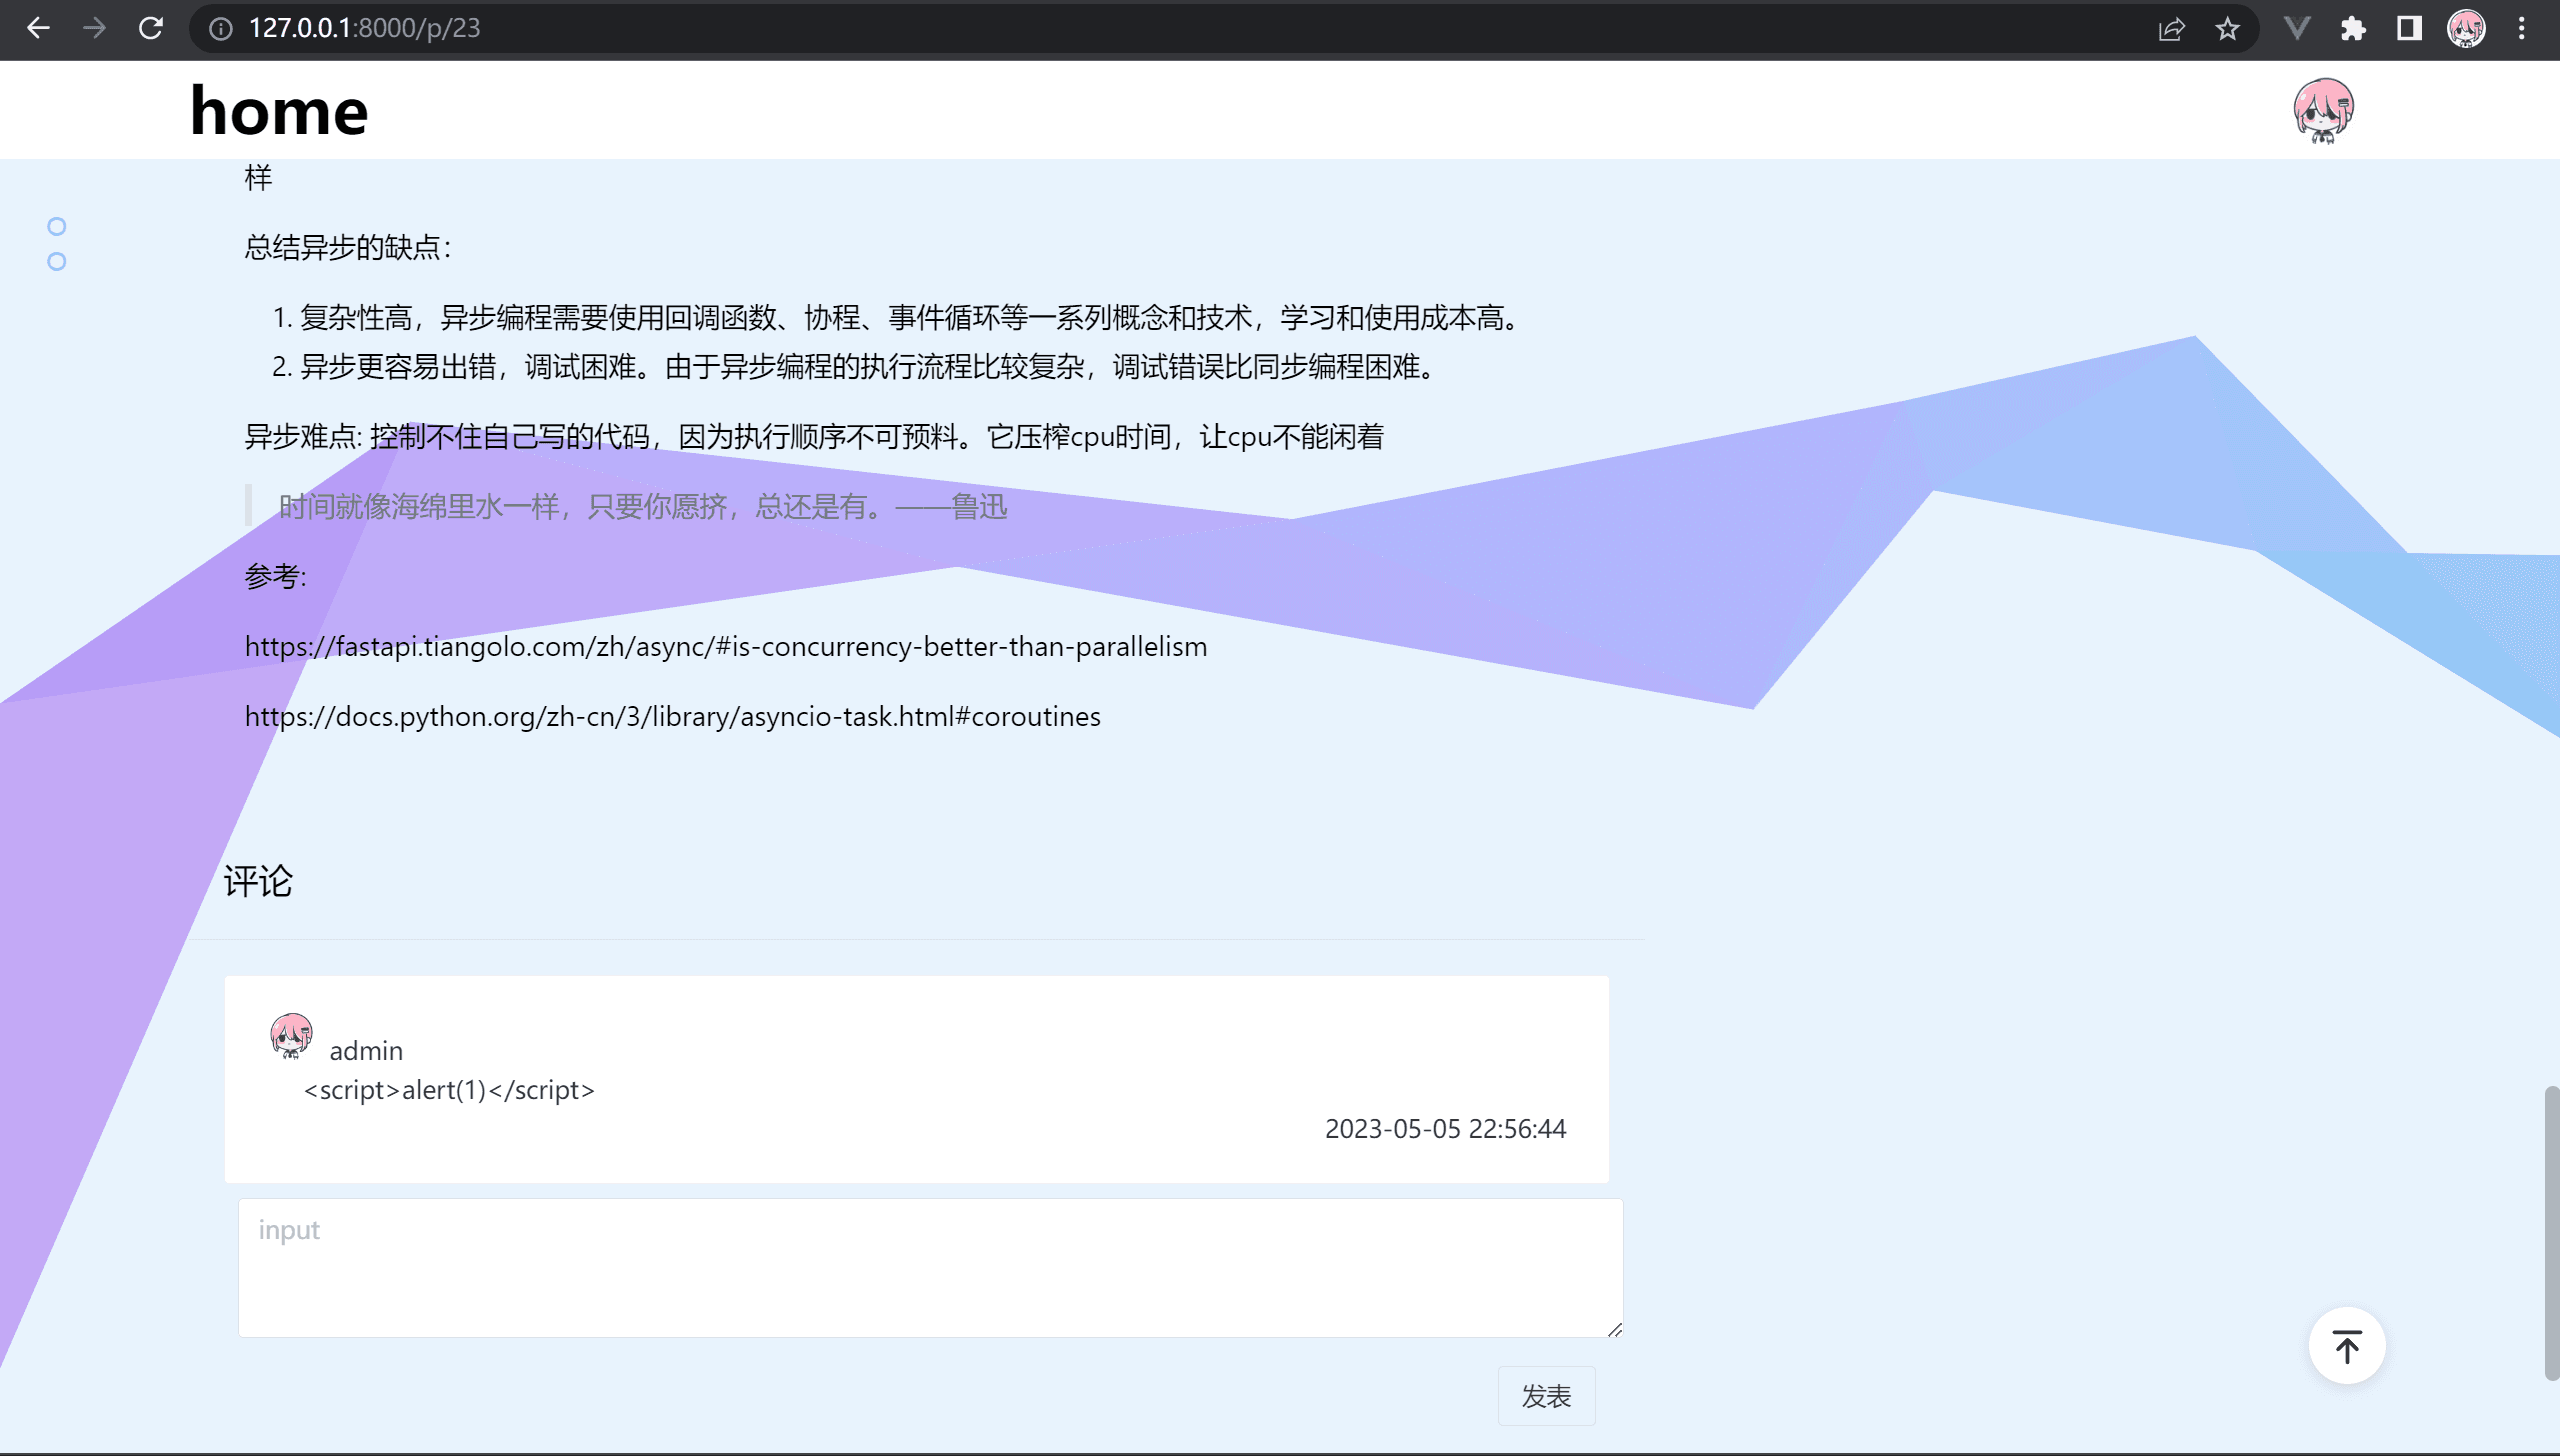 127.0.0.1:8000/p/23
home
样
总结异步的缺点：
1. 复杂性高，异步编程需要使用回调函数、协程、事件循环等一系列概念和技术，学习和使用成本高。
2. 异步更容易出错，调试困难。由于异步编程的执行流程比较复杂，调试错误比同步编程困难。
异步难点: 控制不住自己写的代码，因为执行顺序不可预料。它压榨cpu时间，让cpu不能闲着
时间就像海绵里水一样，只要你愿挤，总还是有。——鲁迅
参考:
https://fastapi.tiangolo.com/zh/async/#is-concurrency-better-than-parallelism
https://docs.python.org/zh-cn/3/library/asyncio-task.html#coroutines
评论
admin
<script>alert(1)</script>
2023-05-05 22:56:44
input
发表